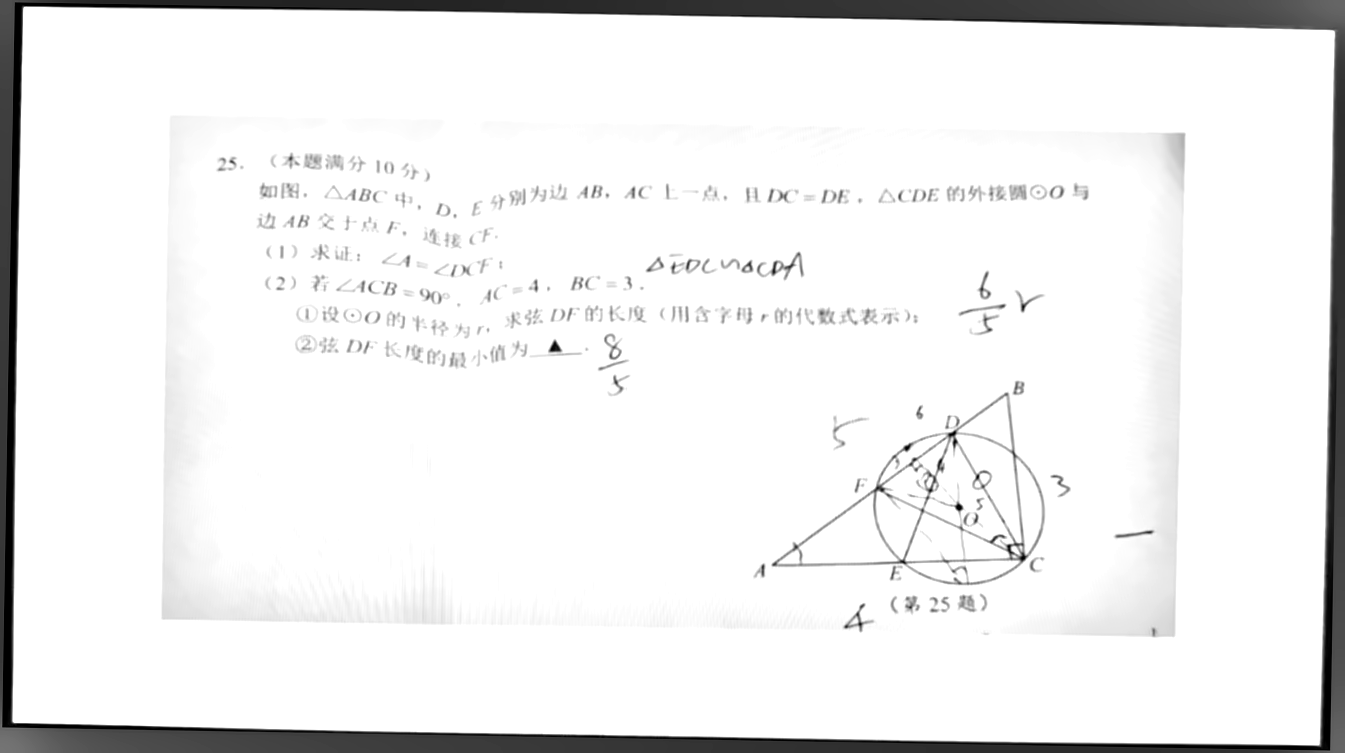 25. （本题满分 10 分）
如图，△ABC 中，D，E 分别为边 AB，AC 上一点，且 DC = DE，△CDE 的外接圆⊙O 与
边 AB 交于点 F，连接 CF.
（1）求证：∠A = ∠DCF；
△EDC∽△CDA
（2）若 ∠ACB = 90°，AC = 4，BC = 3.
①设⊙O 的半径为 r，求弦 DF 的长度（用含字母 r 的代数式表示）；
6/5 r
②弦 DF 长度的最小值为 ▲ .
8/5
B
5
6
D
F
3
5
O
A
E
C
4
（第 25 题）